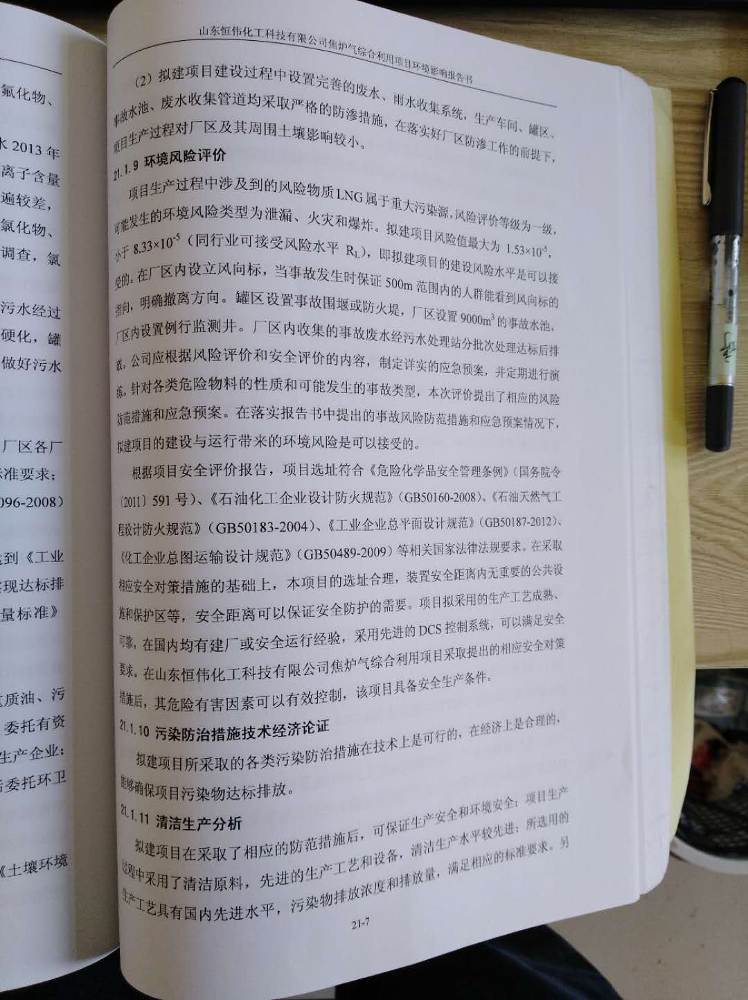 氟化物、
水 2013 年
离子含量
遍较差，
氯化物、
调查，氯
污水经过
硬化，罐
做好污水
厂区各厂
准要求；
096-2008)
达到《工业
实现达标排
量标准》
质油、污
委托有资
生产企业；
委托环卫
《土壤环境
山东恒伟化工科技有限公司焦炉气综合利用项目环境影响报告书
（2）拟建项目建设过程中设置完善的废水、雨水收集系统，生产车间、罐区、
事故水池、废水收集管道均采取严格的防渗措施，在落实好厂区防渗工作的前提下，
项目生产过程对厂区及其周围土壤影响较小。
21.1.9 环境风险评价
项目生产过程中涉及到的风险物质 LNG 属于重大污染源，风险评价等级为一级，
可能发生的环境风险类型为泄漏、火灾和爆炸。拟建项目风险值最大为 1.53×10⁻⁵，
小于 8.33×10⁻⁵（同行业可接受风险水平 RL），即拟建项目的建设风险水平是可以接
受的。在厂区内设立风向标，当事故发生时保证 500m 范围内的人群能看到风向标的
指向，明确撤离方向。罐区设置事故围堰或防火堤，厂区设置 9000m³ 的事故水池，
厂区内设置例行监测井。厂区内收集的事故废水经污水处理站分批次处理达标后排
放。公司应根据风险评价和安全评价的内容，制定详实的应急预案，并定期进行演
练。针对各类危险物料的性质和可能发生的事故类型，本次评价提出了相应的风险
防范措施和应急预案。在落实报告书中提出的事故风险防范措施和应急预案情况下，
拟建项目的建设与运行带来的环境风险是可以接受的。
根据项目安全评价报告，项目选址符合《危险化学品安全管理条例》（国务院令
〔2011〕591 号）、《石油化工企业设计防火规范》（GB50160-2008）、《石油天然气工
程设计防火规范》（GB50183-2004）、《工业企业总平面设计规范》（GB50187-2012）、
《化工企业总图运输设计规范》（GB50489-2009）等相关国家法律法规要求。在采取
相应安全对策措施的基础上，本项目的选址合理，装置安全距离内无重要的公共设
施和保护区等，安全距离可以保证安全防护的需要。项目拟采用的生产工艺成熟、
可靠，在国内均有建厂或安全运行经验，采用先进的 DCS 控制系统，可以满足安全
要求。在山东恒伟化工科技有限公司焦炉气综合利用项目采取提出的相应安全对策
措施后，其危险有害因素可以有效控制，该项目具备安全生产条件。
21.1.10 污染防治措施技术经济论证
拟建项目所采取的各类污染防治措施在技术上是可行的，在经济上是合理的，
能够确保项目污染物达标排放。
21.1.11 清洁生产分析
拟建项目在采取了相应的防范措施后，可保证生产安全和环境安全；项目生产
过程中采用了清洁原料，先进的生产工艺和设备，清洁生产水平较先进；所选用的
生产工艺具有国内先进水平，污染物排放浓度和排放量，满足相应的标准要求。另
21-7